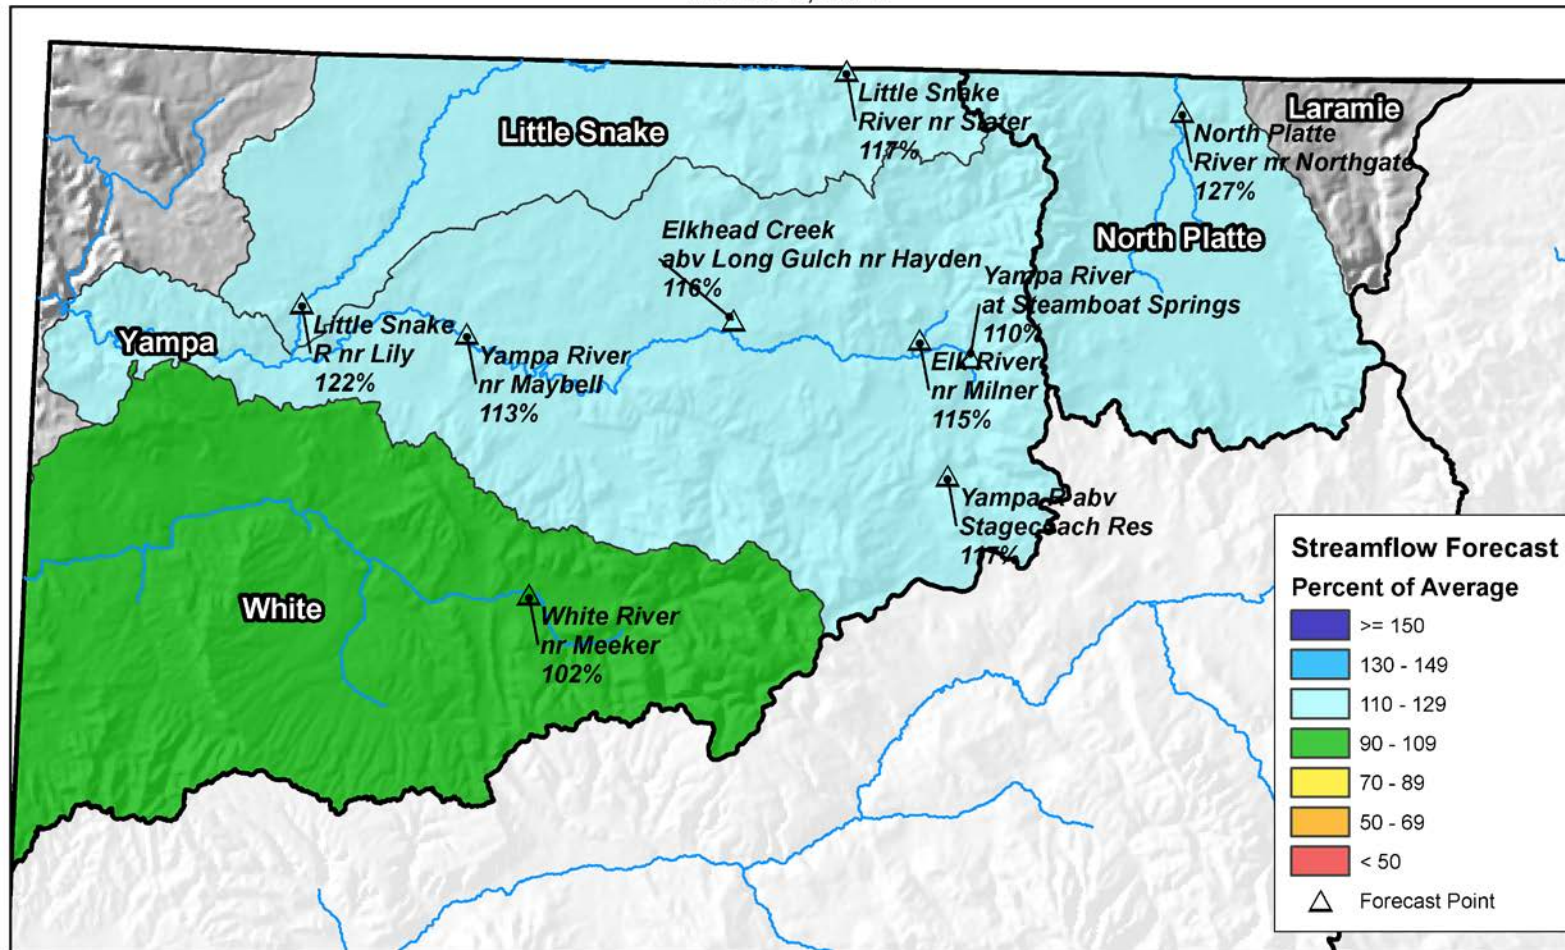 Little Snake
River nr Slater
117%
Laramie
Little Snake
North Platte
River nr Northgate
127%
Elkhead Creek
abv Long Gulch nr Hayden
116%
North Platte
Yampa River
at Steamboat Springs
110%
Yampa
Little Snake
R nr Lily
122%
Yampa River
nr Maybell
113%
Elk River
nr Milner
115%
Yampa R abv
Stagecoach Res
117%
White
White River
nr Meeker
102%
Streamflow Forecast
Percent of Average
>= 150
130 - 149
110 - 129
90 - 109
70 - 89
50 - 69
< 50
Forecast Point